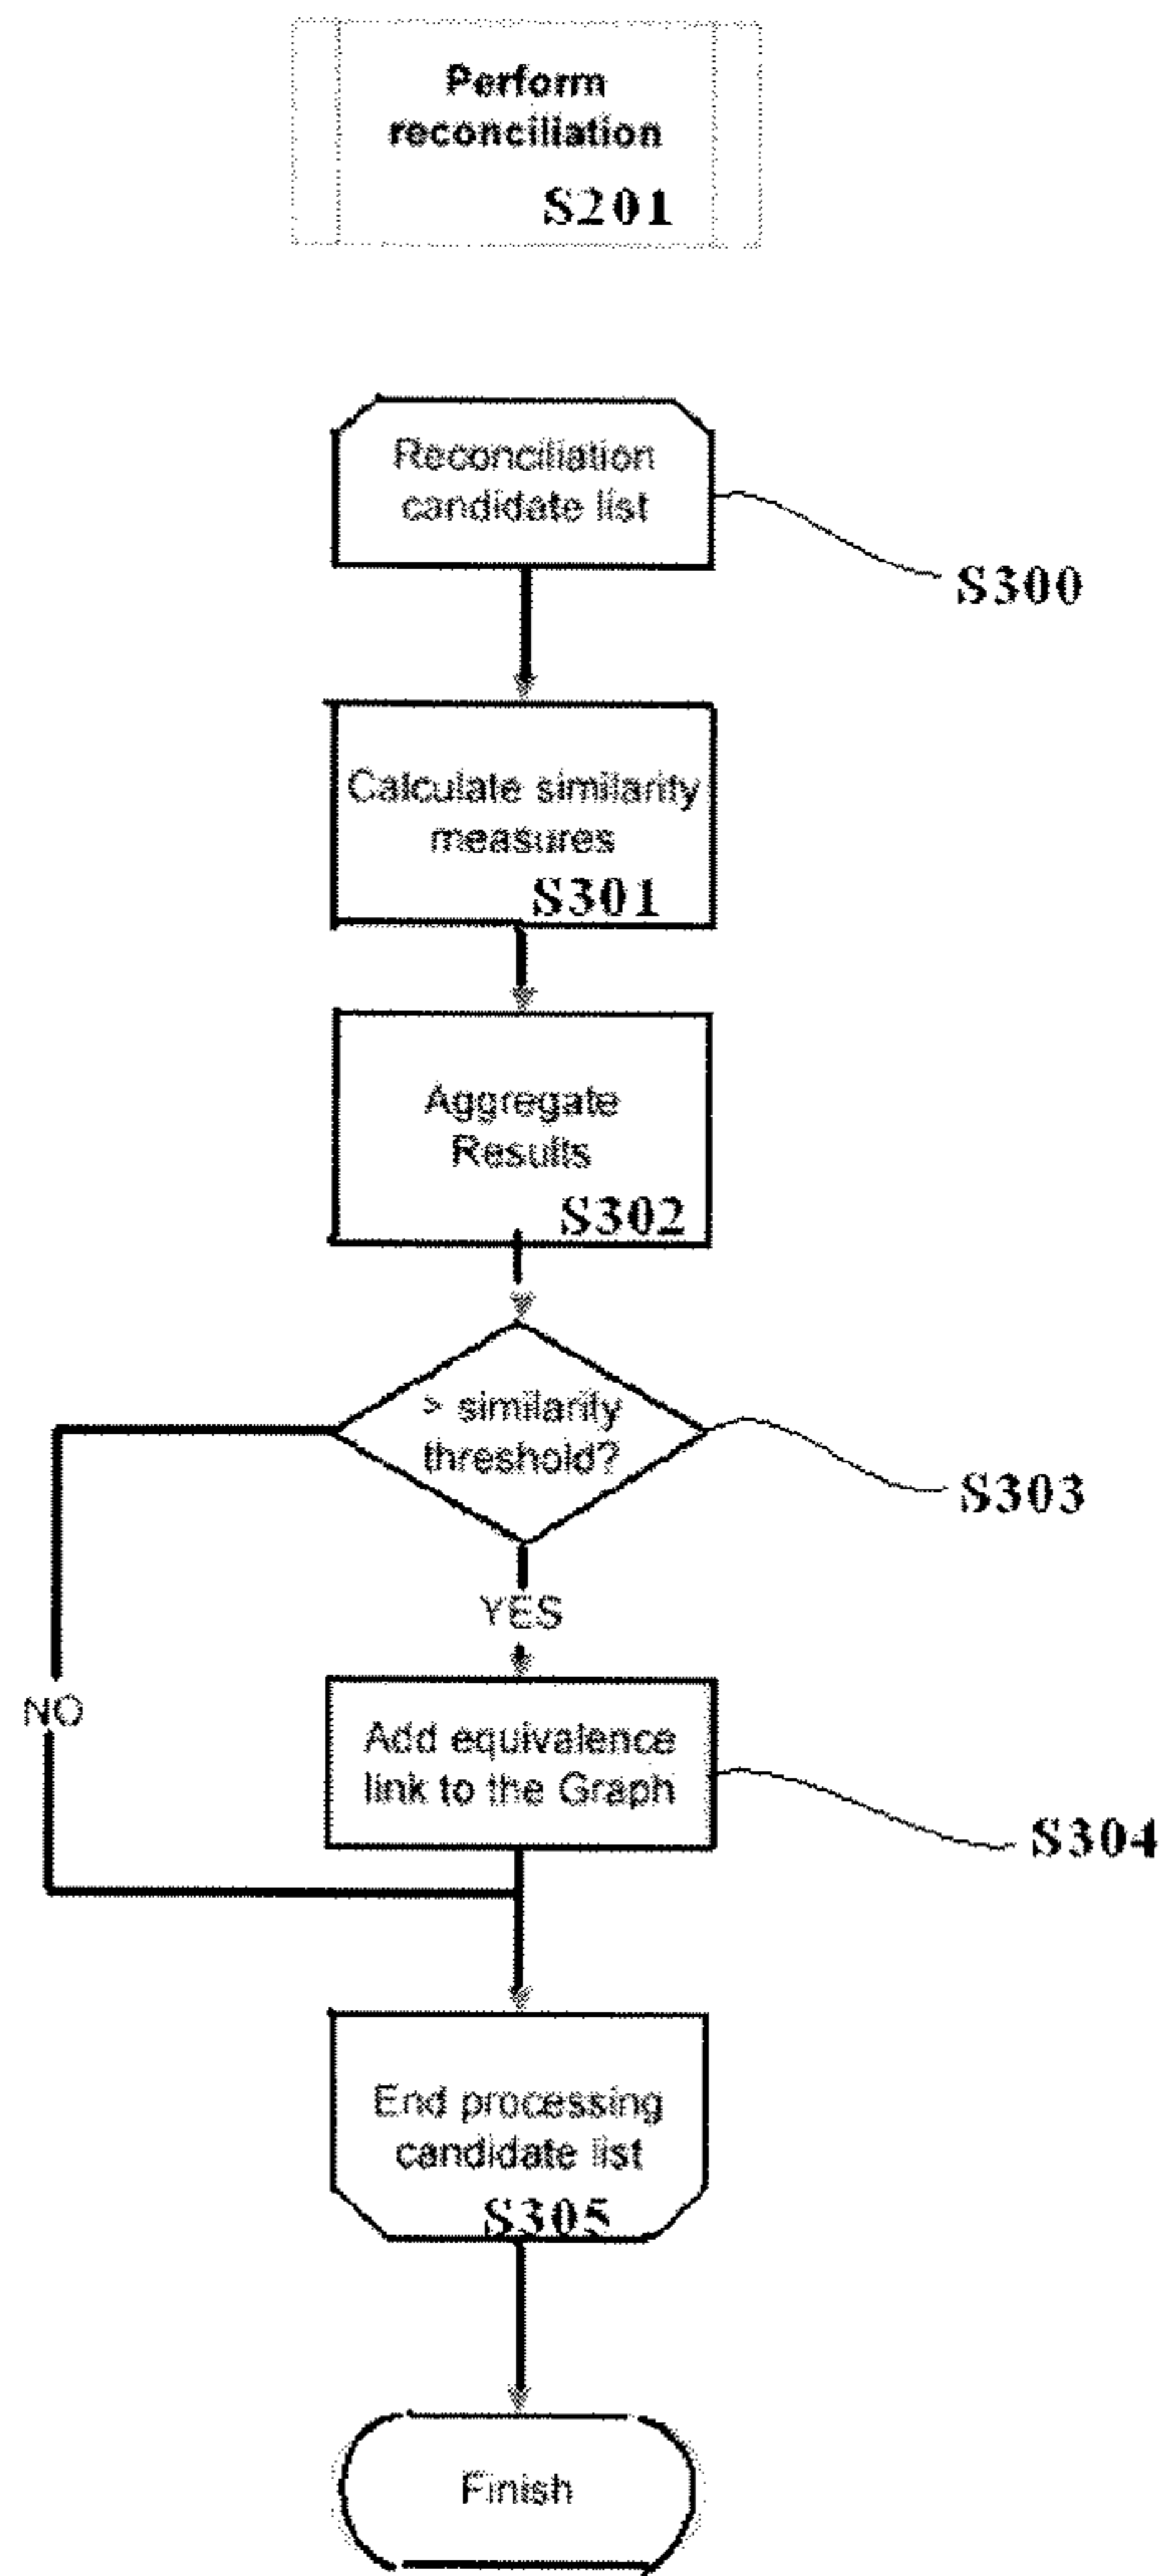 Perform
reconciliation
S201
Reconciliation
candidate list
S300
Calculate similarity
measures
S301
Aggregate
Results
S302
> similarity
threshold?
S303
YES
NO
Add equivalence
link to the Graph
S304
End processing
candidate list
S305
Finish